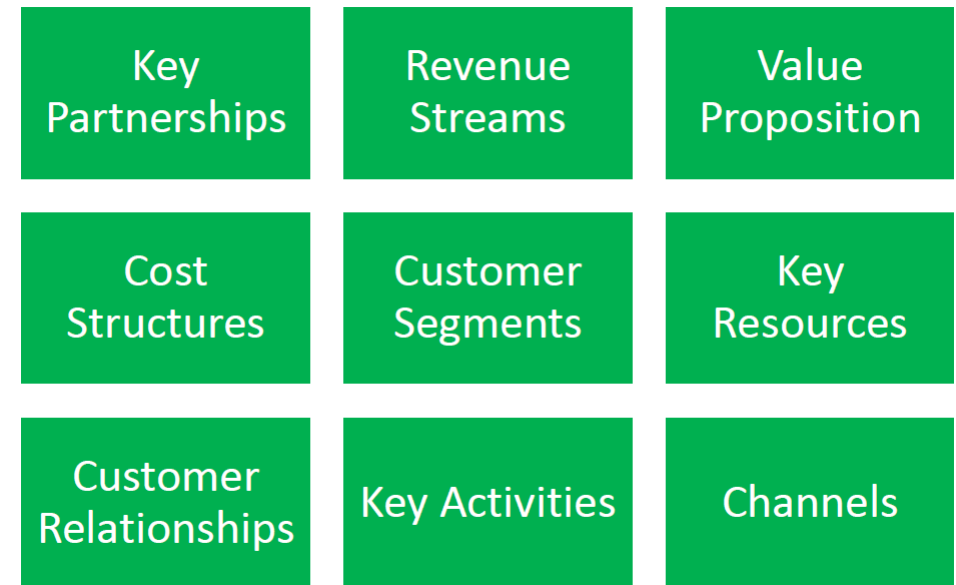 Key
Partnerships
Revenue
Streams
Value
Proposition
Cost
Structures
Customer
Segments
Key
Resources
Customer
Relationships
Key Activities
Channels